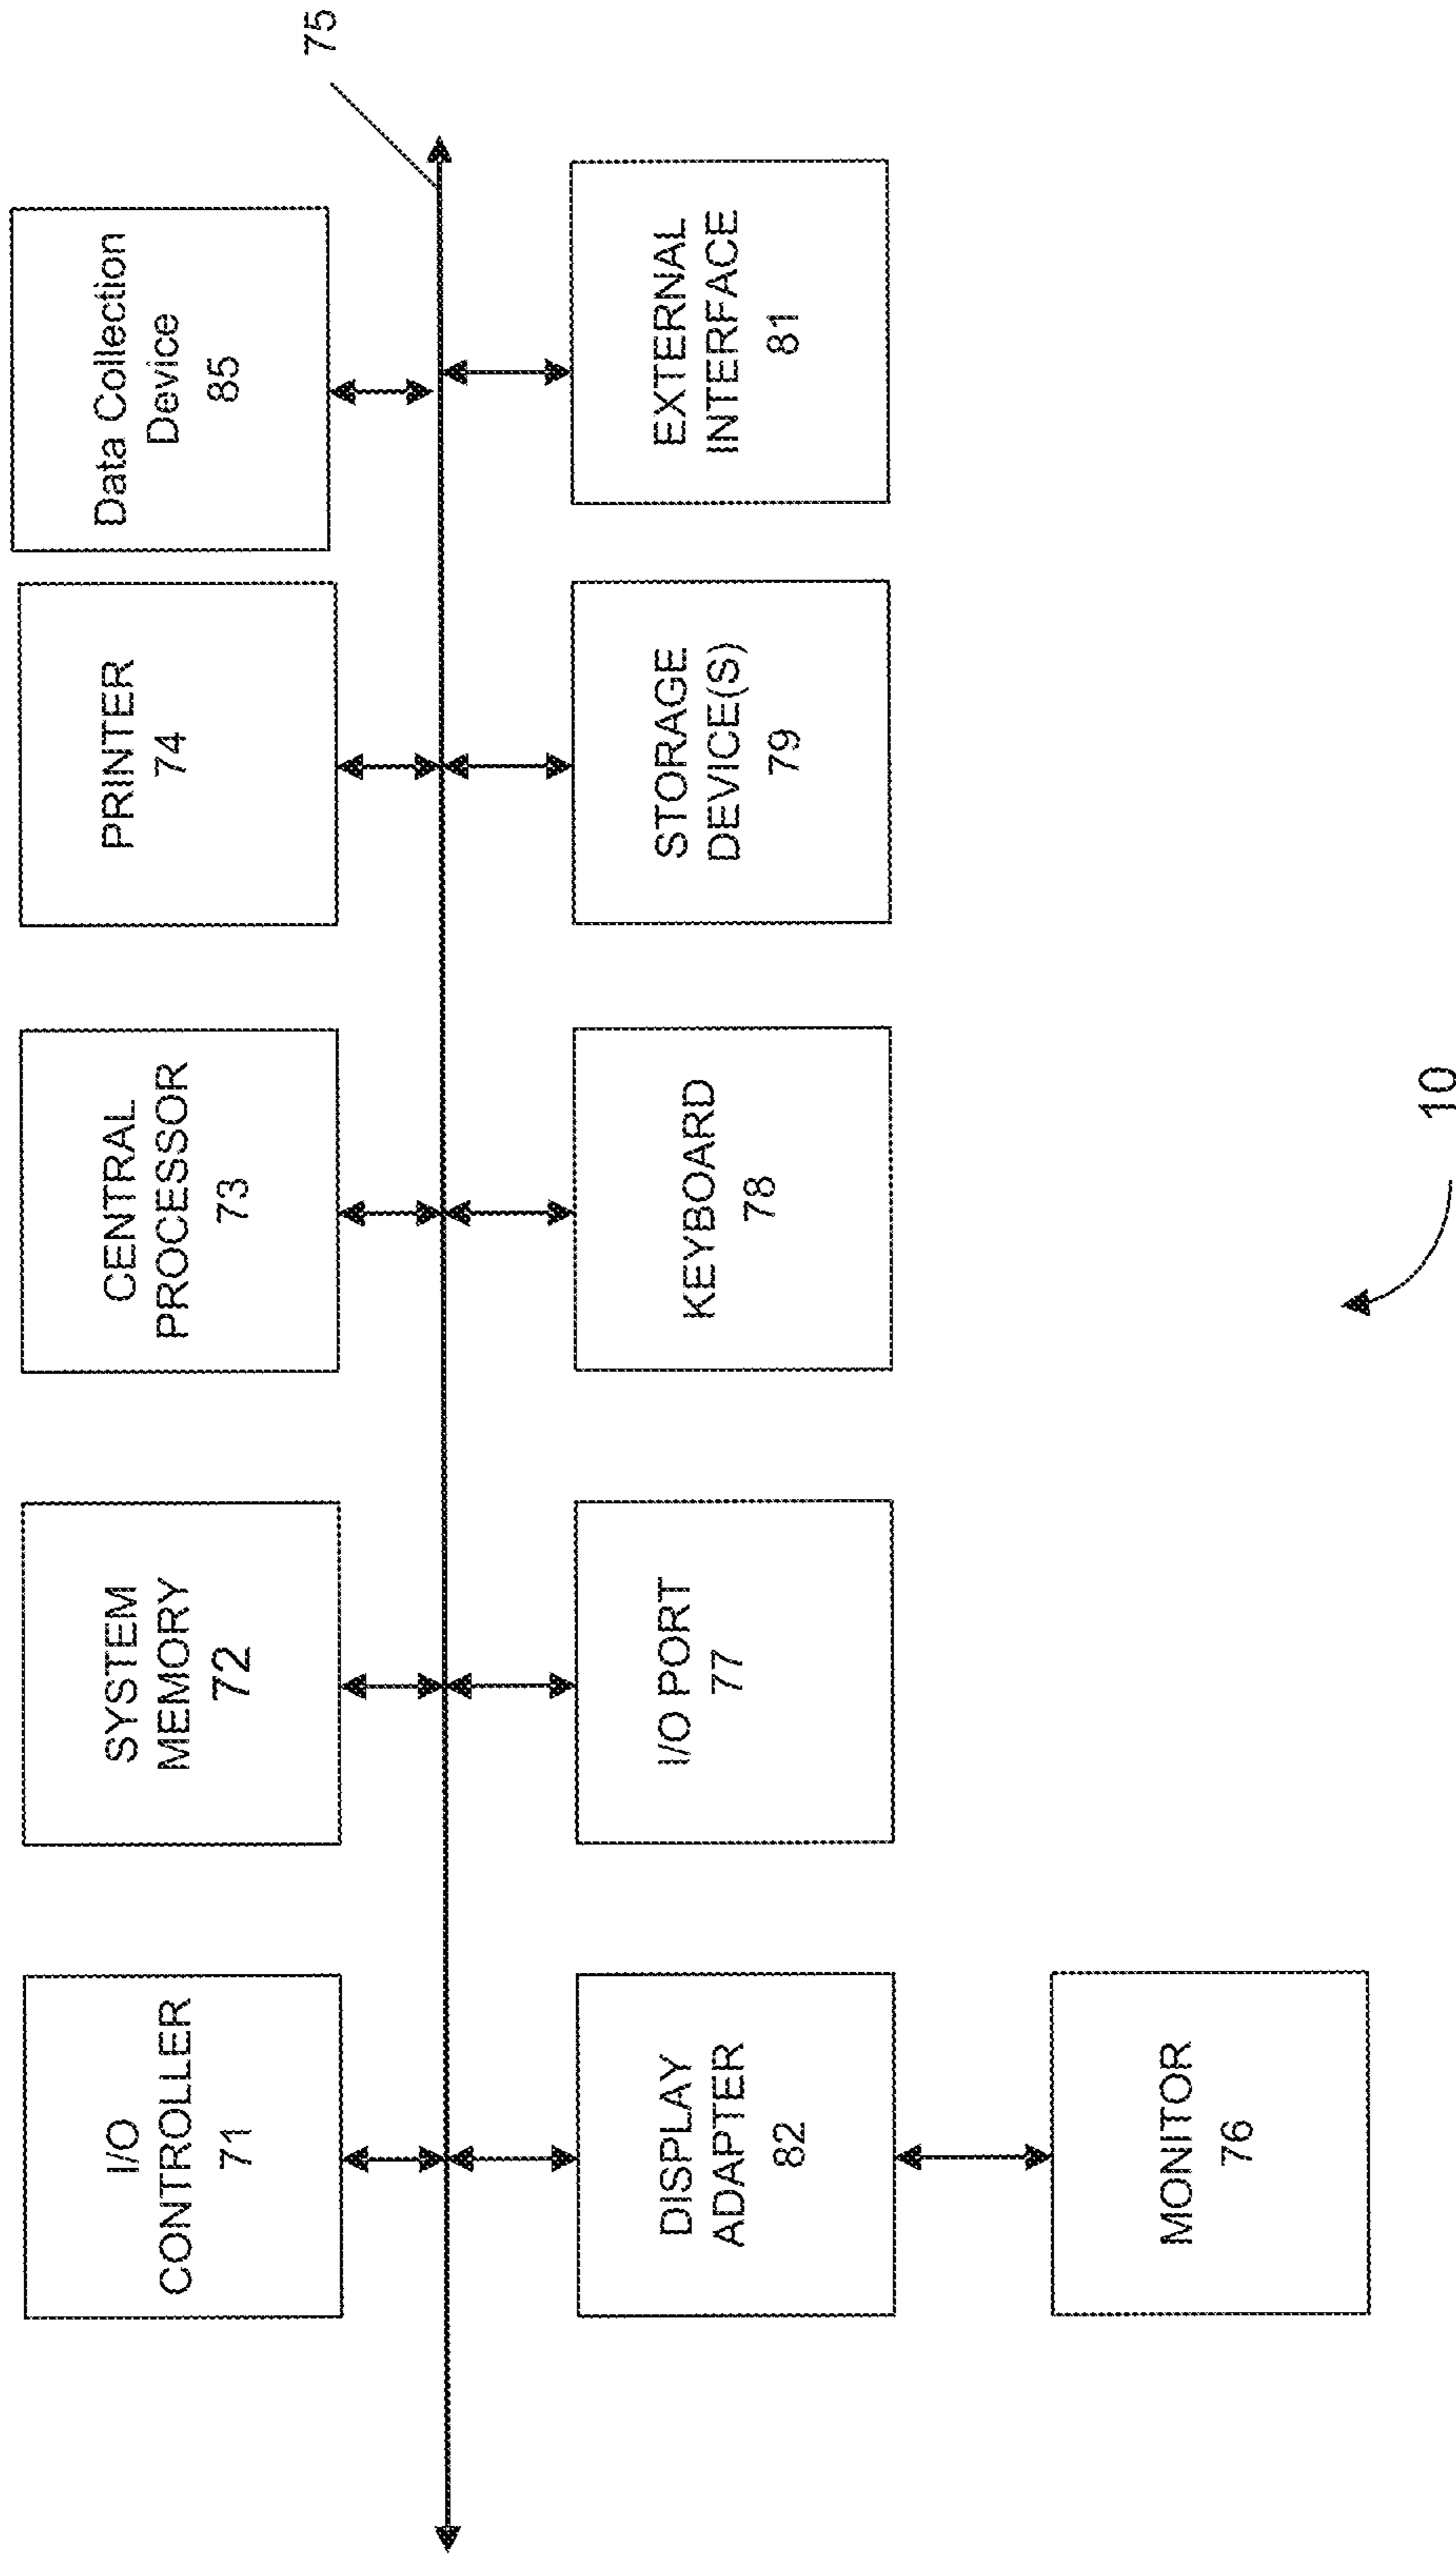 I/O
CONTROLLER
71
SYSTEM
MEMORY
72
CENTRAL
PROCESSOR
73
PRINTER
74
Data Collection
Device
85
75
DISPLAY
ADAPTER
82
I/O PORT
77
KEYBOARD
78
STORAGE
DEVICE(S)
79
EXTERNAL
INTERFACE
81
MONITOR
76
10